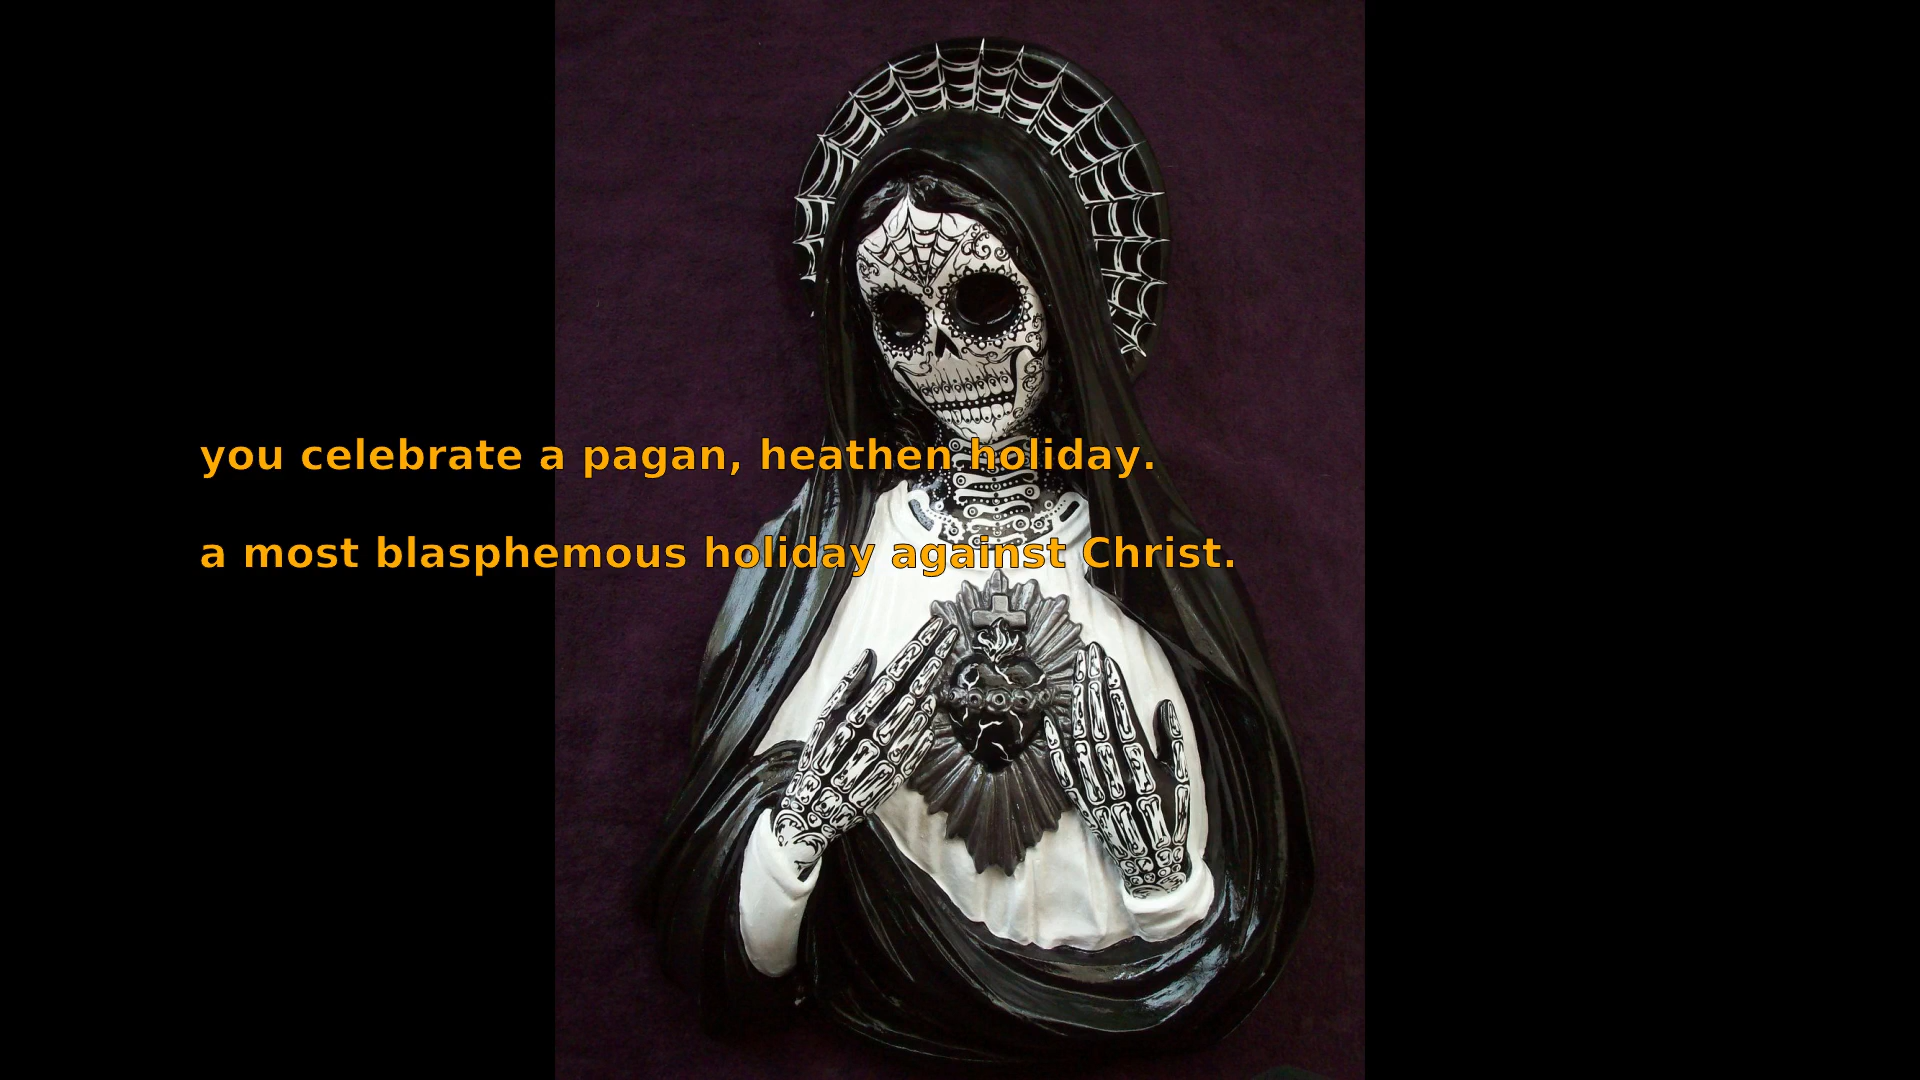 you celebrate a pagan, heathen holiday.
a most blasphemous holiday against Christ.